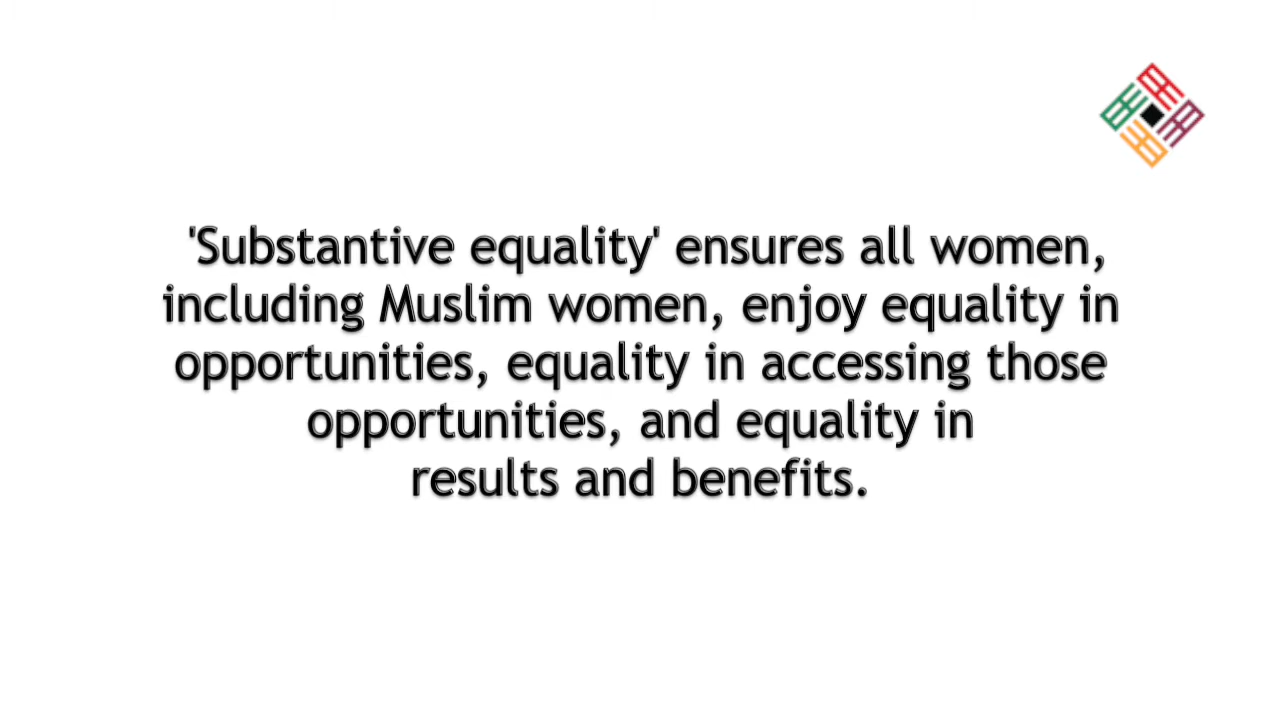 'Substantive equality' ensures all women,
including Muslim women, enjoy equality in
opportunities, equality in accessing those
opportunities, and equality in
results and benefits.